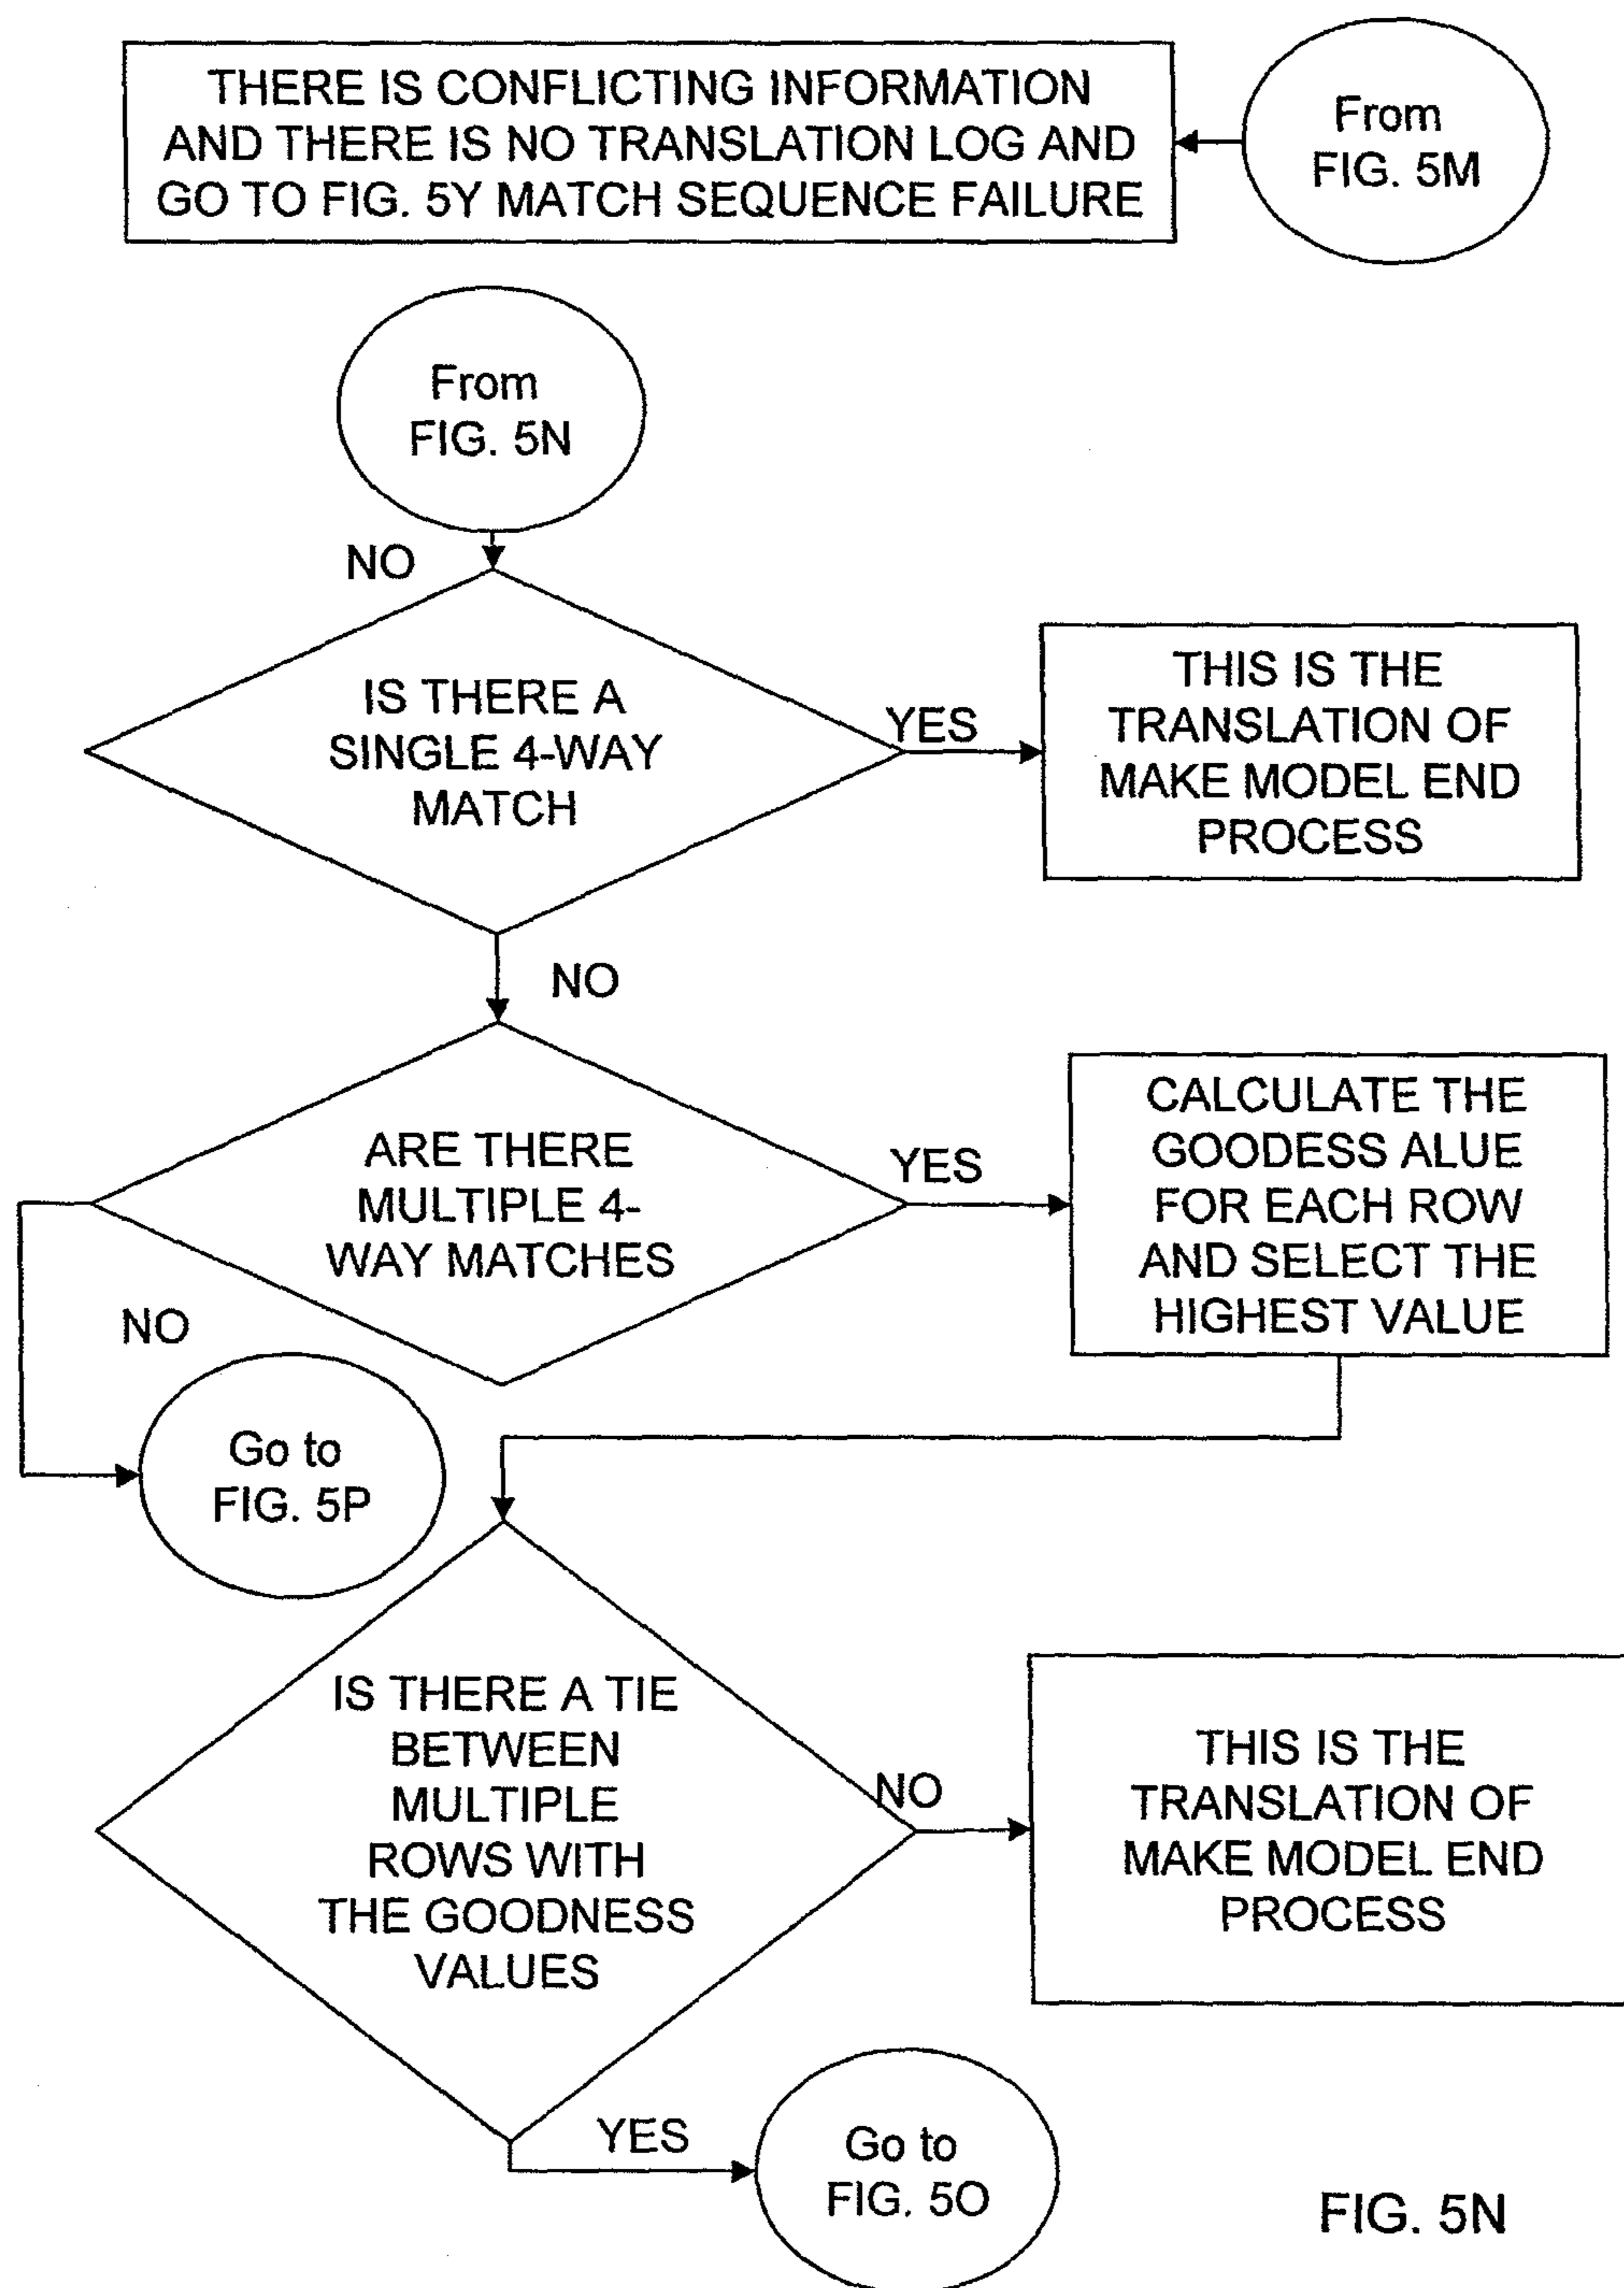 THERE IS CONFLICTING INFORMATION
AND THERE IS NO TRANSLATION LOG AND
GO TO FIG. 5Y MATCH SEQUENCE FAILURE
From
FIG. 5M
From
FIG. 5N
NO
IS THERE A
SINGLE 4-WAY
MATCH
YES
THIS IS THE
TRANSLATION OF
MAKE MODEL END
PROCESS
NO
ARE THERE
MULTIPLE 4-
WAY MATCHES
YES
CALCULATE THE
GOODESS ALUE
FOR EACH ROW
AND SELECT THE
HIGHEST VALUE
NO
Go to
FIG. 5P
IS THERE A TIE
BETWEEN
MULTIPLE
ROWS WITH
THE GOODNESS
VALUES
NO
THIS IS THE
TRANSLATION OF
MAKE MODEL END
PROCESS
YES
Go to
FIG. 5O
FIG. 5N